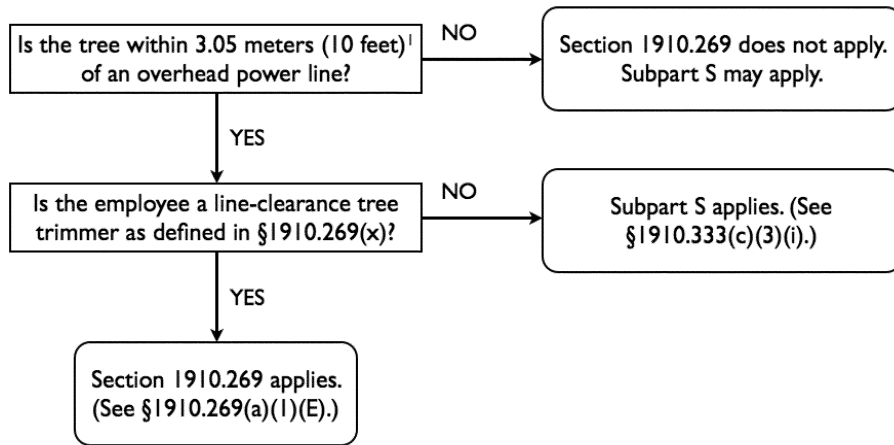 Is the tree within 3.05 meters (10 feet)¹
of an overhead power line?
NO
Section 1910.269 does not apply.
Subpart S may apply.
YES
Is the employee a line-clearance tree
trimmer as defined in §1910.269(x)?
NO
Subpart S applies. (See
§1910.333(c)(3)(i).)
YES
Section 1910.269 applies.
(See §1910.269(a)(1)(E).)